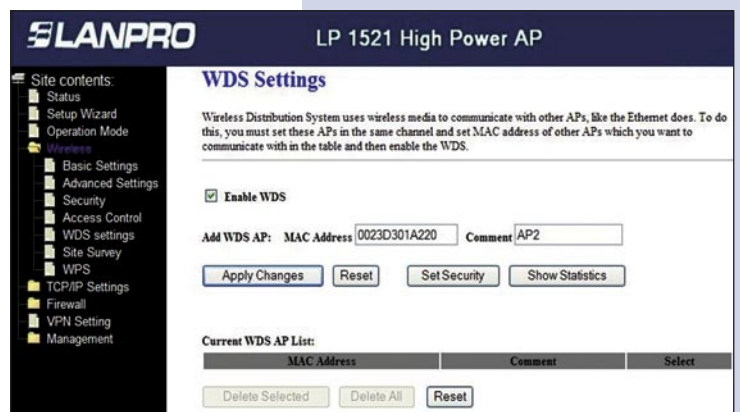 LANPRO
LP 1521 High Power AP
Site contents:
Status
Setup Wizard
Operation Mode
Wireless
Basic Settings
Advanced Settings
Security
Access Control
WDS settings
Site Survey
WPS
TCP/IP Settings
Firewall
VPN Setting
Management
WDS Settings
Wireless Distribution System uses wireless media to communicate with other APs, like the Ethernet does. To do
this, you must set these APs in the same channel and set MAC address of other APs which you want to
communicate with in the table and then enable the WDS.
Enable WDS
Add WDS AP: MAC Address 0023D301A220 Comment AP2
Apply Changes Reset Set Security Show Statistics
Current WDS AP List:
MAC Address Comment Select
Delete Selected Delete All Reset